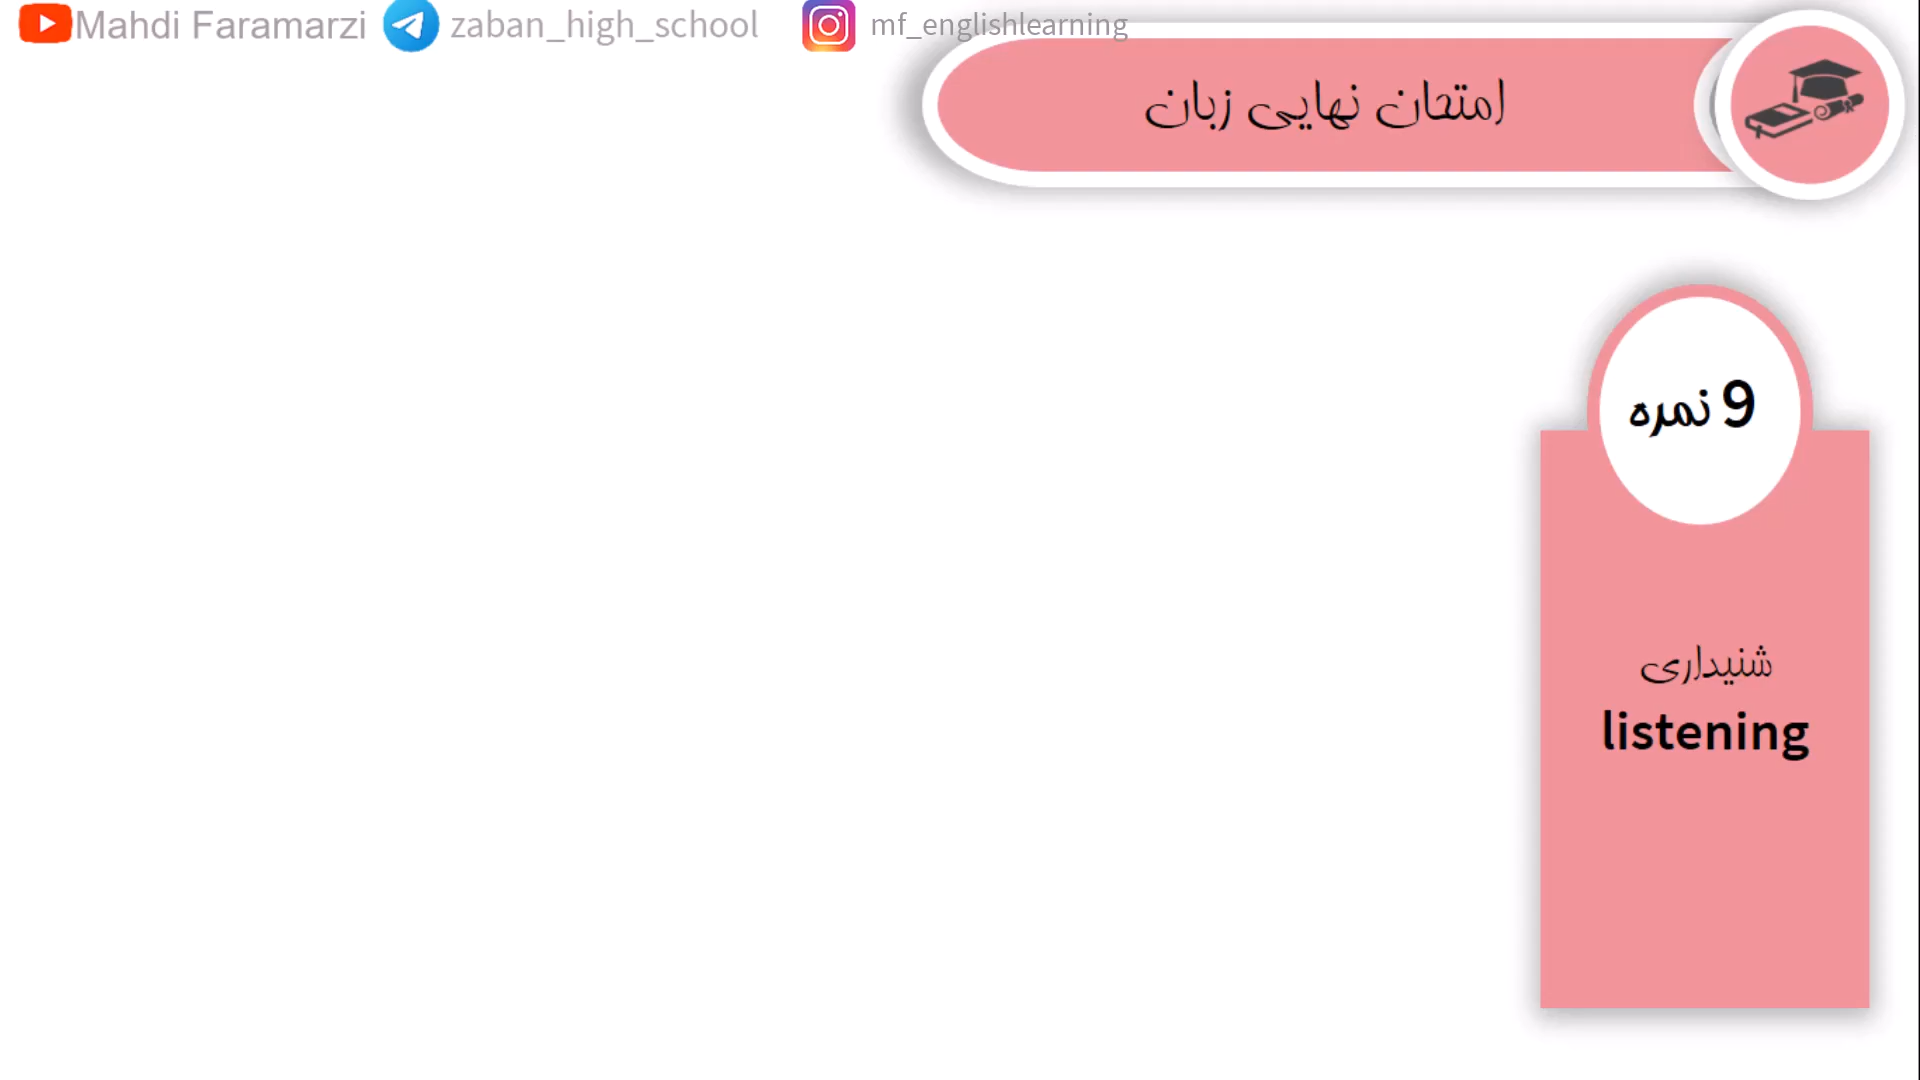 Mahdi Faramarzi zaban_high_school mf_englishlearning
امتحان نهایی زبان
9 نمره
شنیداری
listening